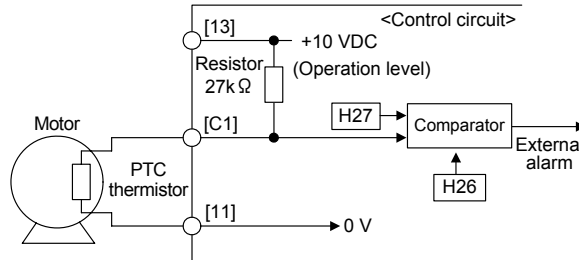 <Control circuit>
[13]
+10 VDC
Resistor
27kΩ
(Operation level)
H27
Motor
[C1]
Comparator
PTC
thermistor
External
alarm
H26
[11]
0 V